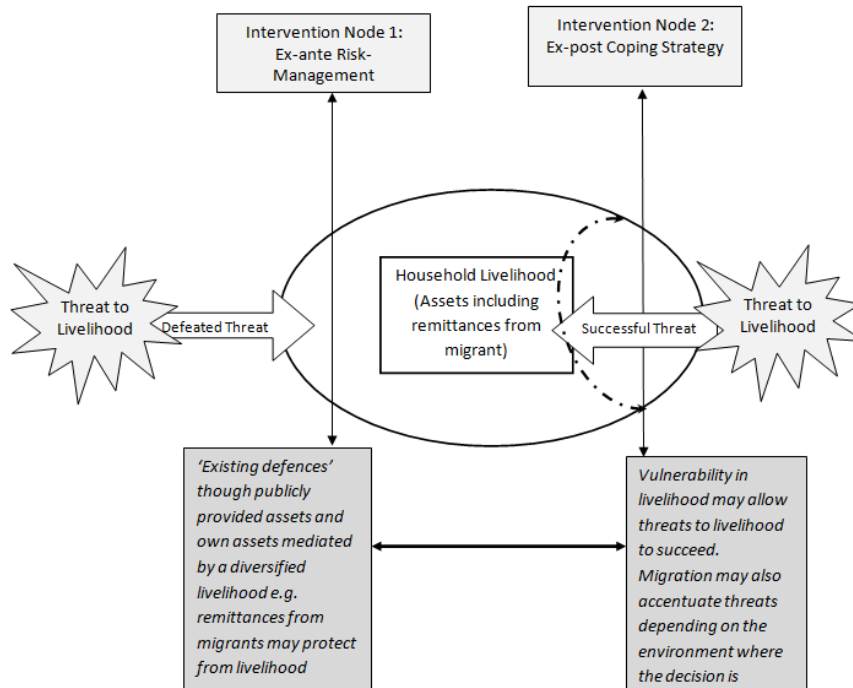 Intervention Node 1:
Ex-ante Risk-
Management
Intervention Node 2:
Ex-post Coping Strategy
Threat to
Livelihood
Defeated Threat
Household Livelihood
(Assets including
remittances from
migrant)
Successful Threat
Threat to
Livelihood
‘Existing defences’
though publicly
provided assets and
own assets mediated
by a diversified
livelihood e.g.
remittances from
migrants may protect
from livelihood
Vulnerability in
livelihood may allow
threats to livelihood
to succeed.
Migration may also
accentuate threats
depending on the
environment where
the decision is